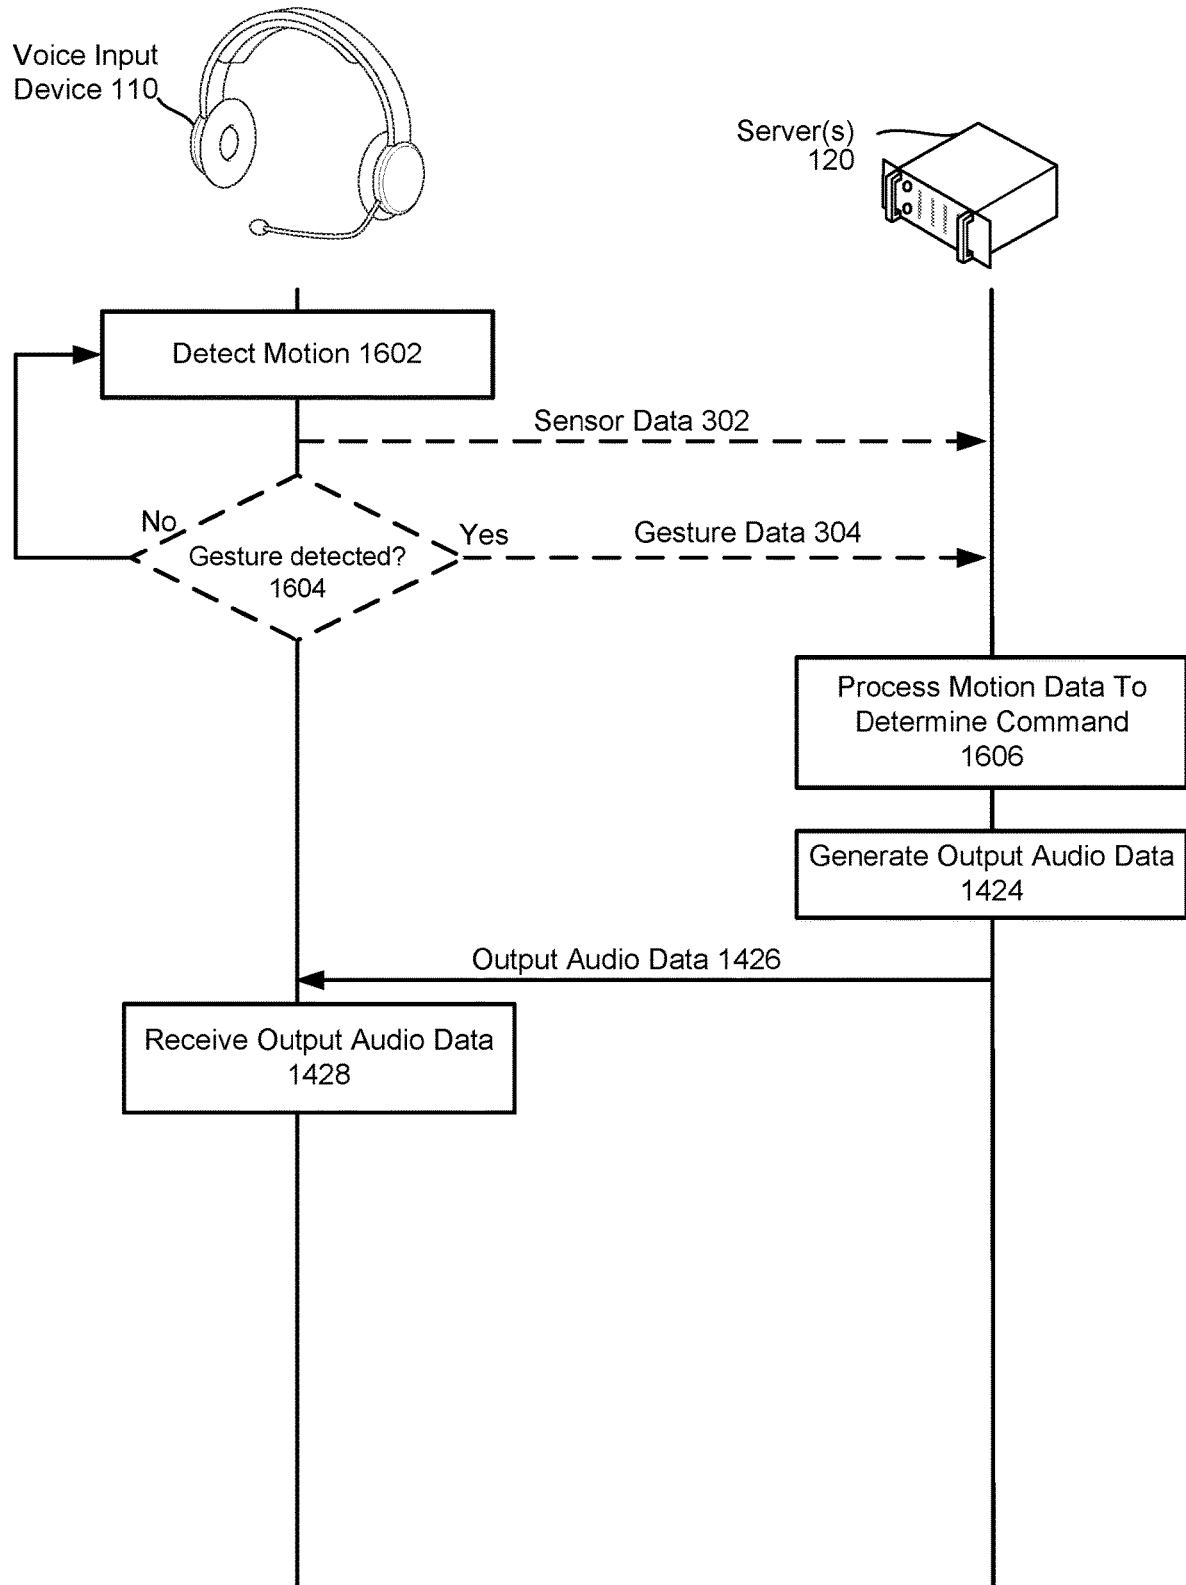 Voice Input
Device 110
Server(s)
120
Detect Motion 1602
Sensor Data 302
No
Yes
Gesture Data 304
Gesture detected?
1604
Process Motion Data To
Determine Command
1606
Generate Output Audio Data
1424
Output Audio Data 1426
Receive Output Audio Data
1428